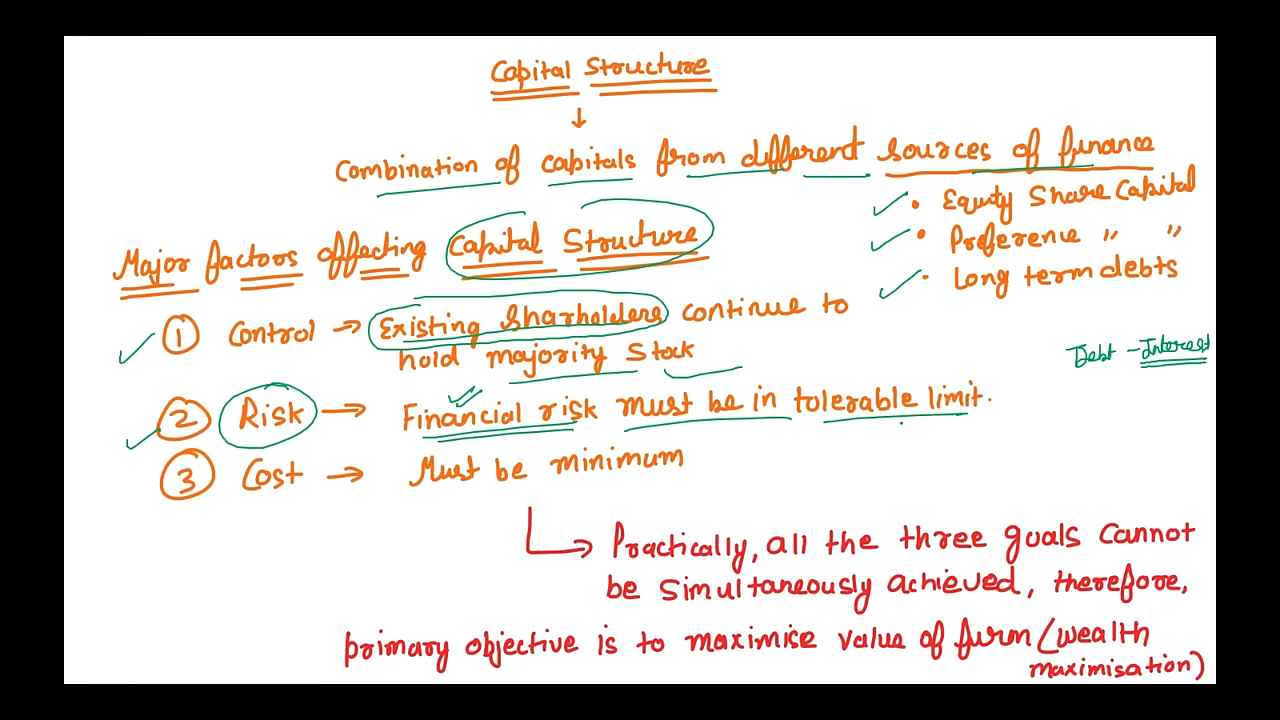 Capital Structure
↓
Combination of capitals from different sources of finance
• Equity Share Capital
• Preference " "
• Long term debts
Major factors affecting Capital Structure
① Control → Existing Sharholders continue to
hold majority Stock
Debt - Interest
② Risk → Financial risk must be in tolerable limit.
③ Cost → Must be minimum
→ Practically, all the three goals cannot
be simultaneously achieved, therefore,
primary objective is to maximise value of furm (wealth
maximisation)